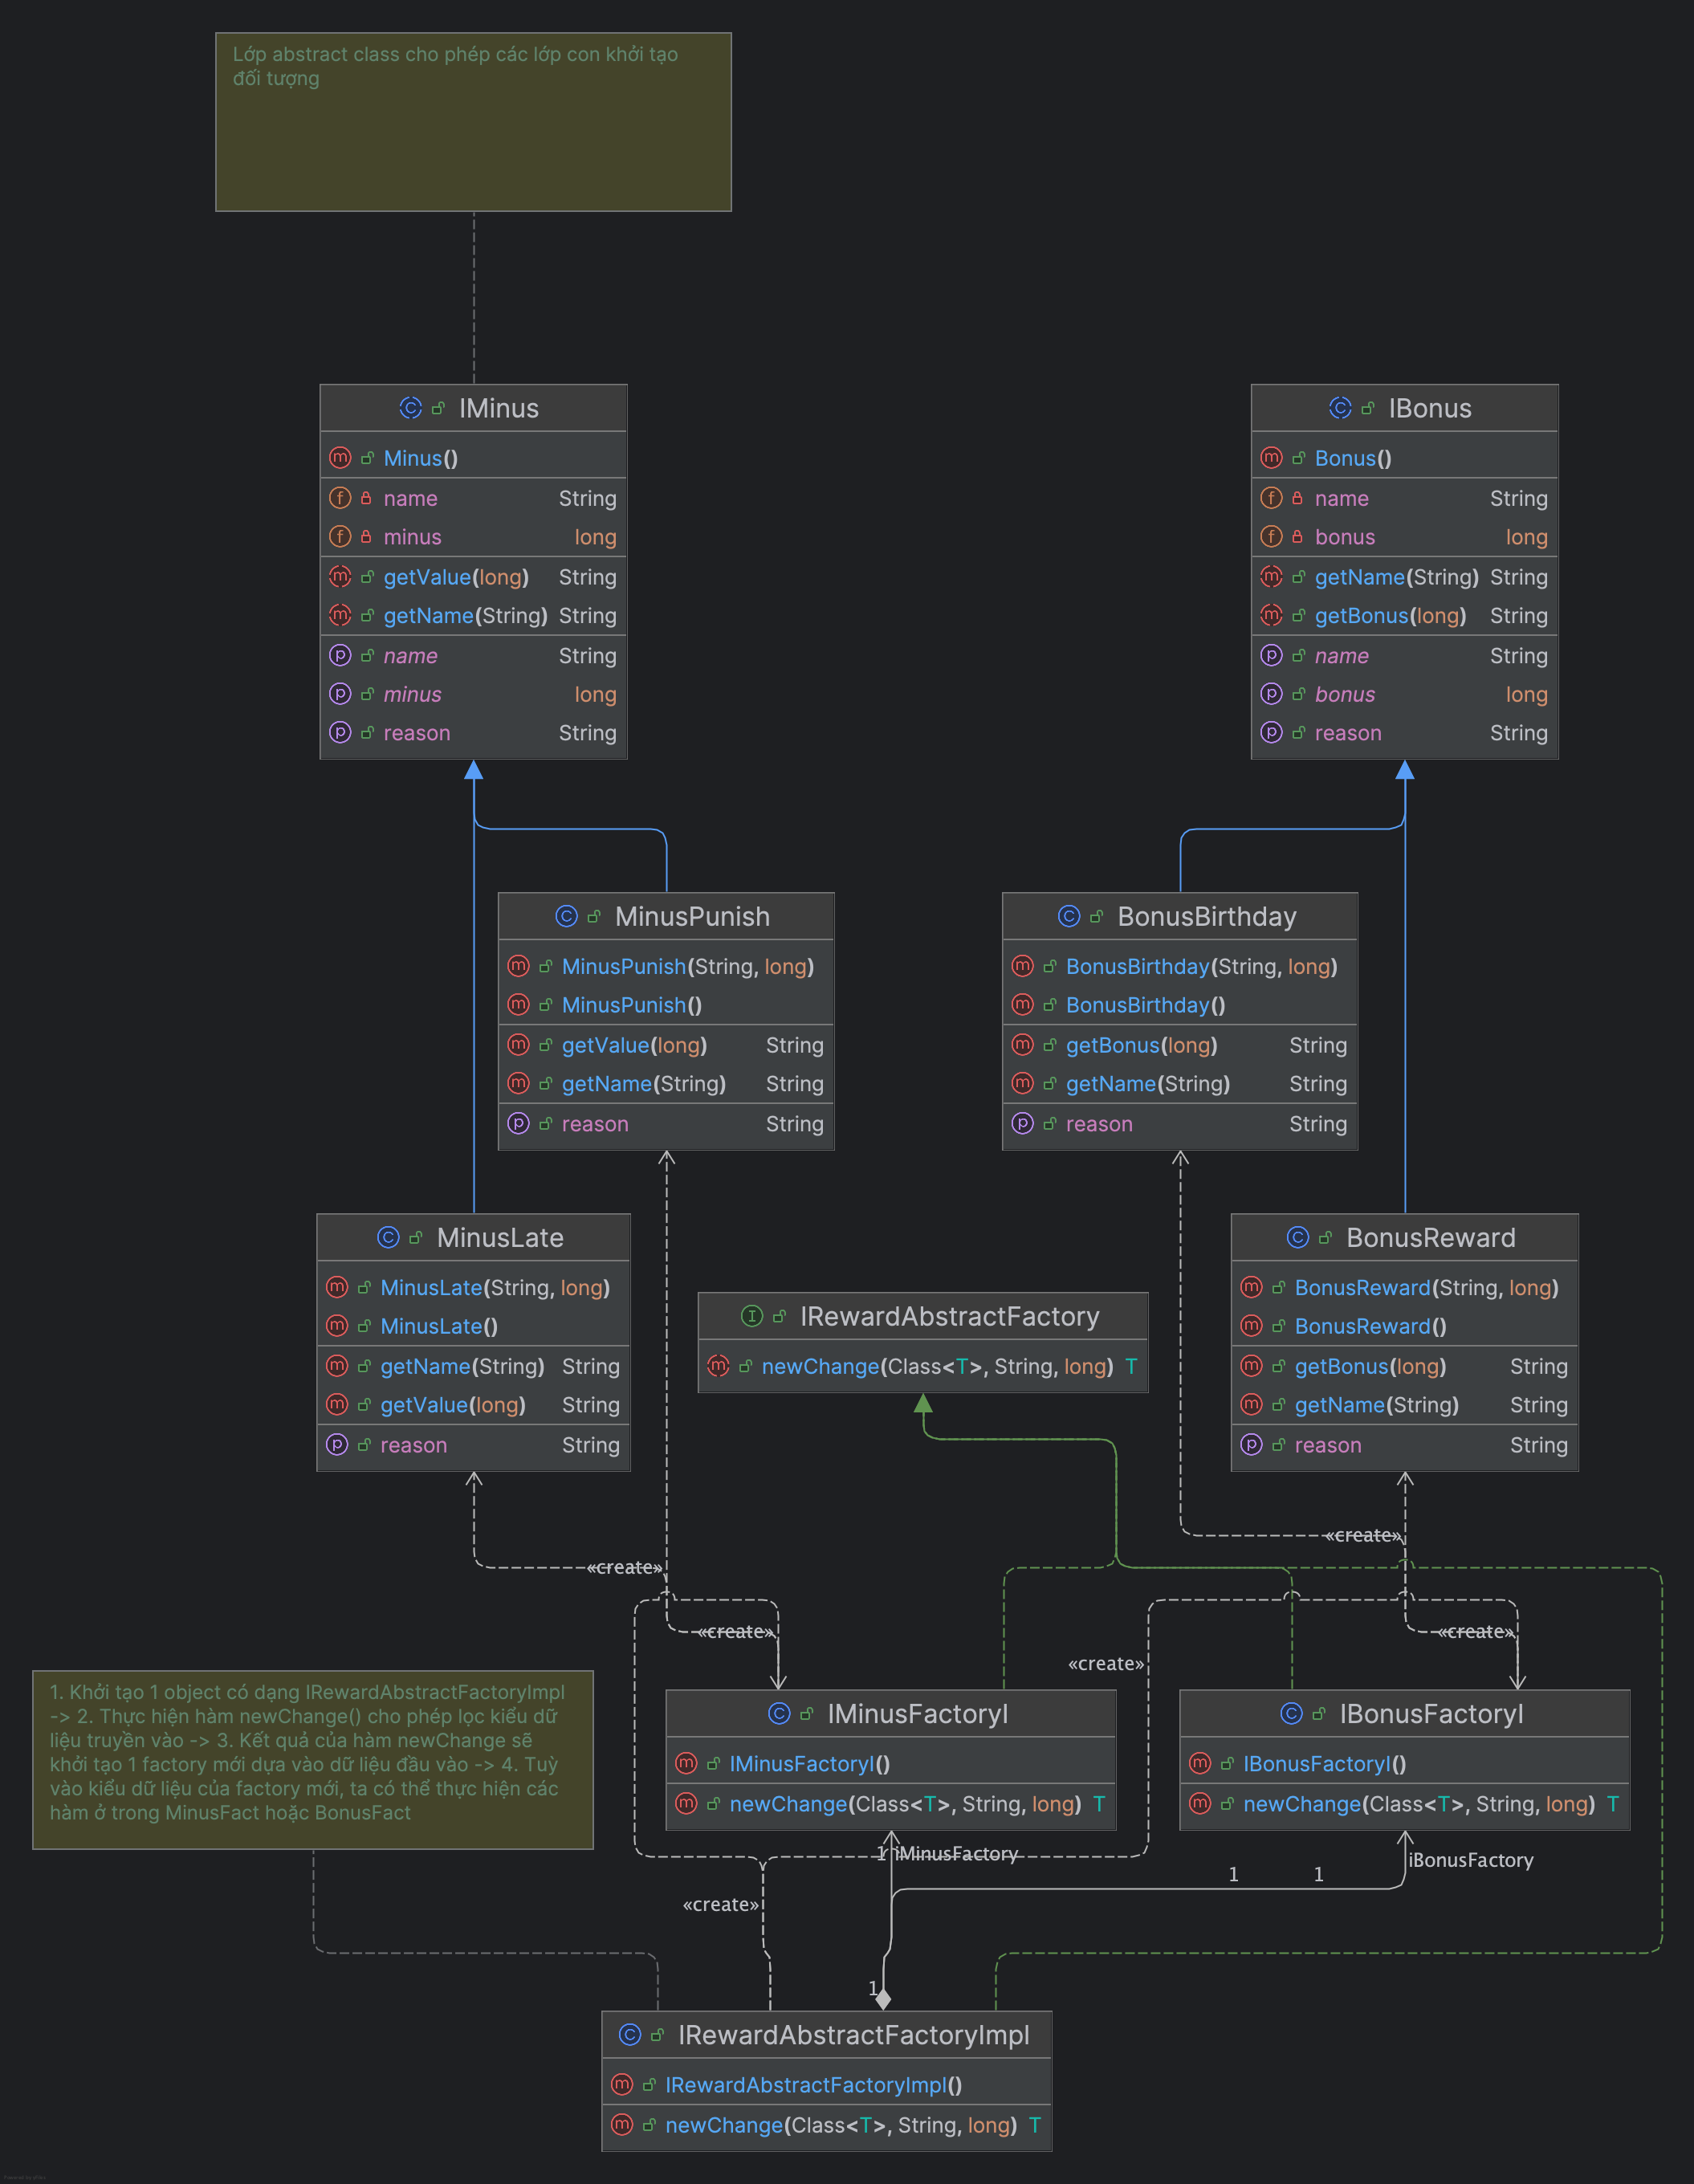 Lớp abstract class cho phép các lớp con khởi tạo
đối tượng
IMinus
Minus()
name String
minus long
getValue(long) String
getName(String) String
name String
minus long
reason String
IBonus
Bonus()
name String
bonus long
getName(String) String
getBonus(long) String
name String
bonus long
reason String
MinusPunish
MinusPunish(String, long)
MinusPunish()
getValue(long) String
getName(String) String
reason String
BonusBirthday
BonusBirthday(String, long)
BonusBirthday()
getBonus(long) String
getName(String) String
reason String
MinusLate
MinusLate(String, long)
MinusLate()
getName(String) String
getValue(long) String
reason String
IRewardAbstractFactory
newChange(Class<T>, String, long) T
BonusReward
BonusReward(String, long)
BonusReward()
getBonus(long) String
getName(String) String
reason String
«create»
«create»
«create»
«create»
«create»
1. Khởi tạo 1 object có dạng IRewardAbstractFactoryImpl
-> 2. Thực hiện hàm newChange() cho phép lọc kiểu dữ
liệu truyền vào -> 3. Kết quả của hàm newChange sẽ
khởi tạo 1 factory mới dựa vào dữ liệu đầu vào -> 4. Tuỳ
vào kiểu dữ liệu của factory mới, ta có thể thực hiện các
hàm ở trong MinusFact hoặc BonusFact
IMinusFactoryI
IMinusFactoryI()
newChange(Class<T>, String, long) T
IBonusFactoryI
IBonusFactoryI()
newChange(Class<T>, String, long) T
1 iMinusFactory
iBonusFactory
1 1
«create»
1
IRewardAbstractFactoryImpl
IRewardAbstractFactoryImpl()
newChange(Class<T>, String, long) T